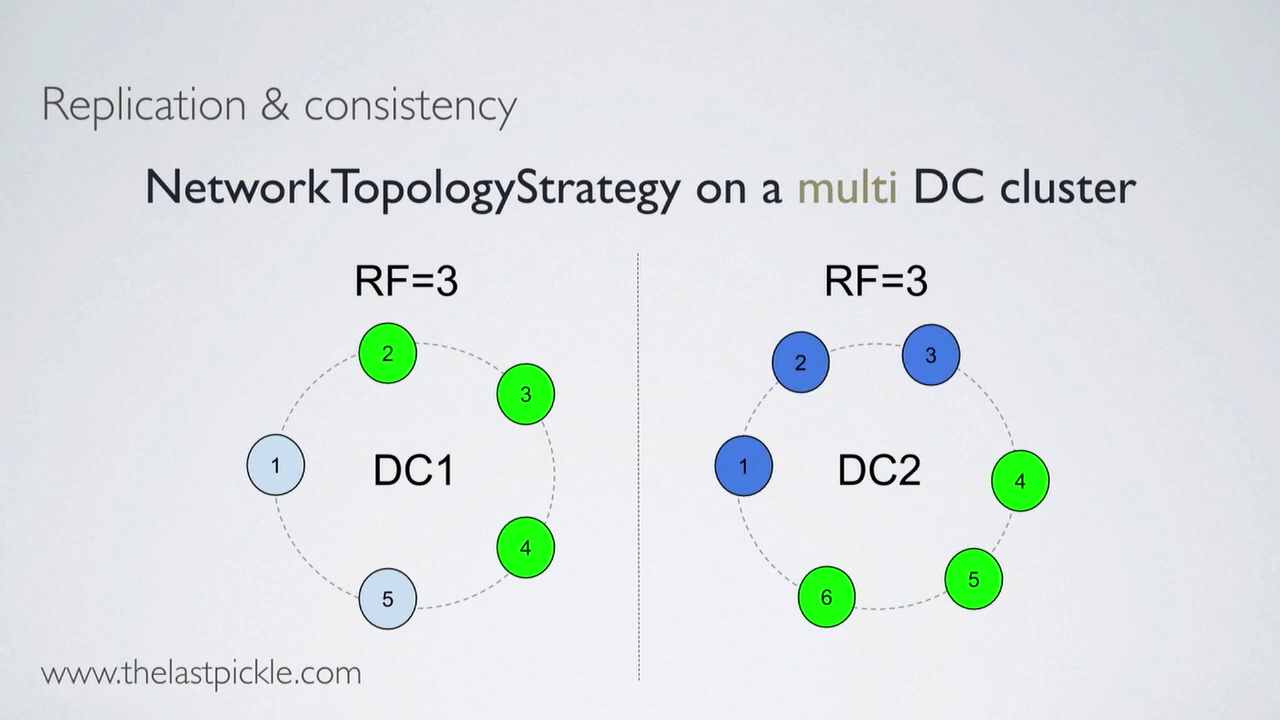 Replication & consistency
NetworkTopologyStrategy on a multi DC cluster
RF=3
2
3
1
DC1
4
5
RF=3
2
3
1
DC2
4
5
6
www.thelastpickle.com